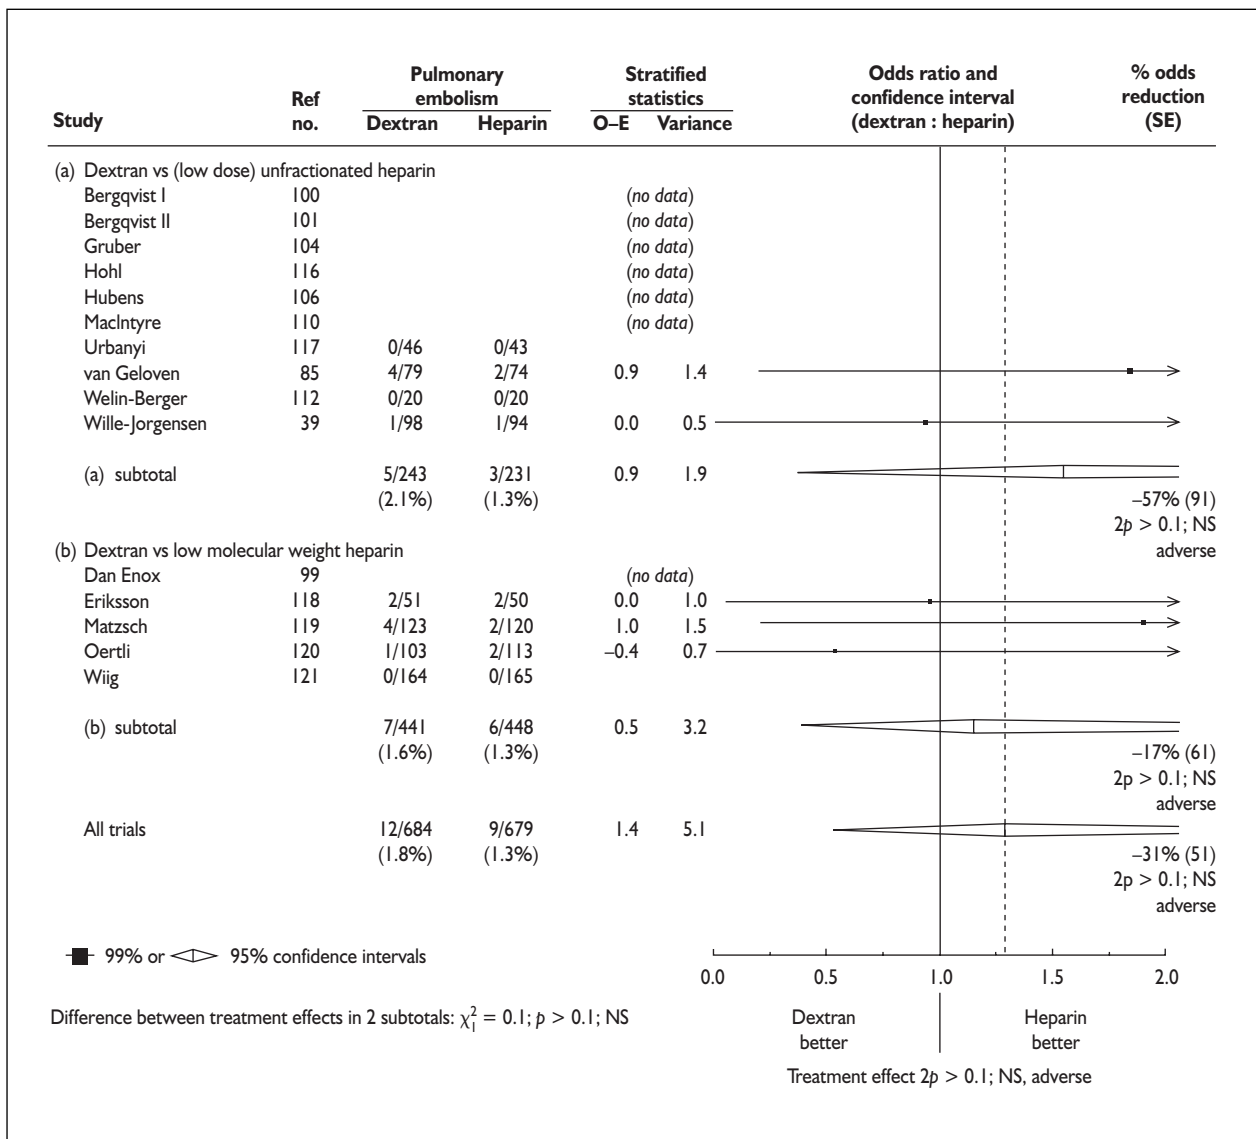 Pulmonary embolism Stratified statistics Odds ratio and confidence interval (dextran : heparin) % odds reduction (SE)
Study Ref no. Dextran Heparin O–E Variance
(a) Dextran vs (low dose) unfractionated heparin
Bergqvist I 100 (no data)
Bergqvist II 101 (no data)
Gruber 104 (no data)
Hohl 116 (no data)
Hubens 106 (no data)
MacIntyre 110 (no data)
Urbanyi 117 0/46 0/43
van Geloven 85 4/79 2/74 0.9 1.4
Welin-Berger 112 0/20 0/20
Wille-Jorgensen 39 1/98 1/94 0.0 0.5
(a) subtotal 5/243 3/231 0.9 1.9
(2.1%) (1.3%) –57% (91)
2p > 0.1; NS
adverse
(b) Dextran vs low molecular weight heparin
Dan Enox 99 (no data)
Eriksson 118 2/51 2/50 0.0 1.0
Matzsch 119 4/123 2/120 1.0 1.5
Oertli 120 1/103 2/113 –0.4 0.7
Wiig 121 0/164 0/165
(b) subtotal 7/441 6/448 0.5 3.2
(1.6%) (1.3%) –17% (61)
2p > 0.1; NS
adverse
All trials 12/684 9/679 1.4 5.1
(1.8%) (1.3%) –31% (51)
2p > 0.1; NS
adverse
99% or 95% confidence intervals
0.0 0.5 1.0 1.5 2.0
Difference between treatment effects in 2 subtotals: χ²₁ = 0.1; p > 0.1; NS
Dextran better Heparin better
Treatment effect 2p > 0.1; NS, adverse